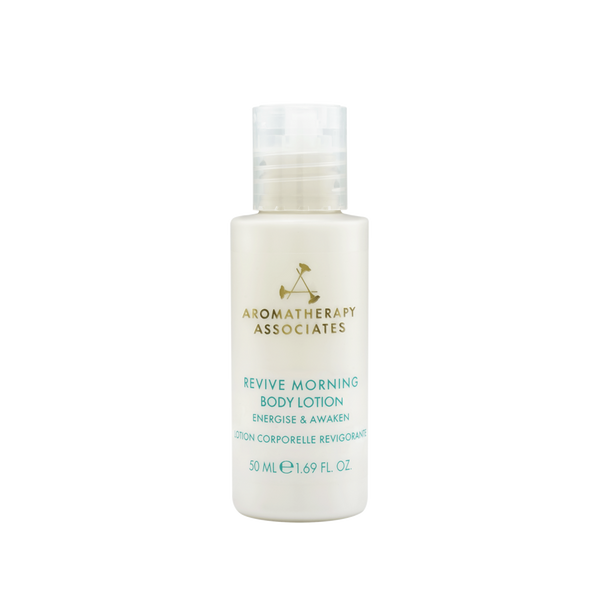 AROMATHERAPY
ASSOCIATES
REVIVE MORNING
BODY LOTION
ENERGISE & AWAKEN
LOTION CORPORELLE REVIGORANTE
50 ML ℮ 1.69 FL. OZ.